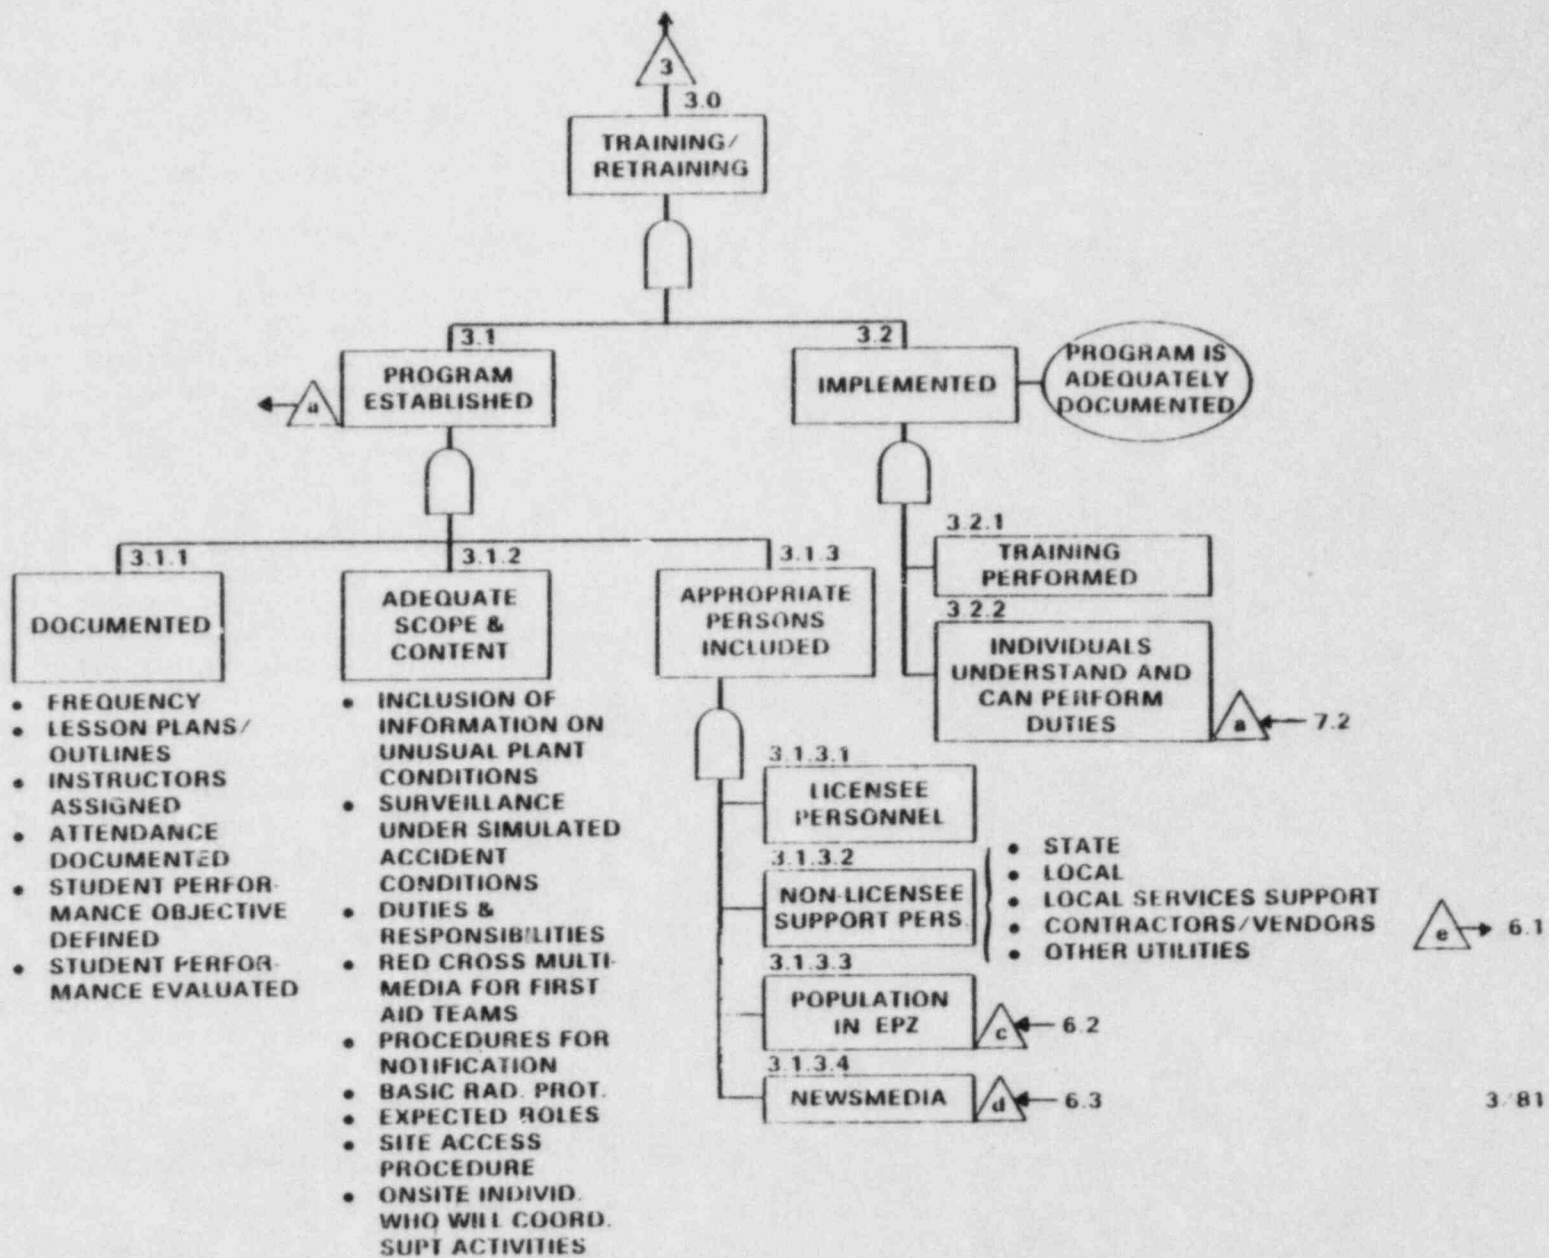 3
3.0
TRAINING/
RETRAINING
3.1
PROGRAM
ESTABLISHED
3.2
IMPLEMENTED
PROGRAM IS
ADEQUATELY
DOCUMENTED
3.1.1
DOCUMENTED
• FREQUENCY
• LESSON PLANS/
OUTLINES
• INSTRUCTORS
ASSIGNED
• ATTENDANCE
DOCUMENTED
• STUDENT PERFOR-
MANCE OBJECTIVE
DEFINED
• STUDENT PERFOR-
MANCE EVALUATED
3.1.2
ADEQUATE
SCOPE &
CONTENT
• INCLUSION OF
INFORMATION ON
UNUSUAL PLANT
CONDITIONS
• SURVEILLANCE
UNDER SIMULATED
ACCIDENT
CONDITIONS
• DUTIES &
RESPONSIBILITIES
• RED CROSS MULTI-
MEDIA FOR FIRST
AID TEAMS
• PROCEDURES FOR
NOTIFICATION
• BASIC RAD. PROT.
• EXPECTED ROLES
• SITE ACCESS
PROCEDURE
• ONSITE INDIVID.
WHO WILL COORD.
SUPT ACTIVITIES
3.1.3
APPROPRIATE
PERSONS
INCLUDED
3.1.3.1
LICENSEE
PERSONNEL
3.1.3.2
NON-LICENSEE
SUPPORT PERS.
• STATE
• LOCAL
• LOCAL SERVICES SUPPORT
• CONTRACTORS/VENDORS
• OTHER UTILITIES
e 6.1
3.1.3.3
POPULATION
IN EPZ
c 6.2
3.1.3.4
NEWSMEDIA
d 6.3
3.2.1
TRAINING
PERFORMED
3.2.2
INDIVIDUALS
UNDERSTAND AND
CAN PERFORM
DUTIES
a 7.2
3/81